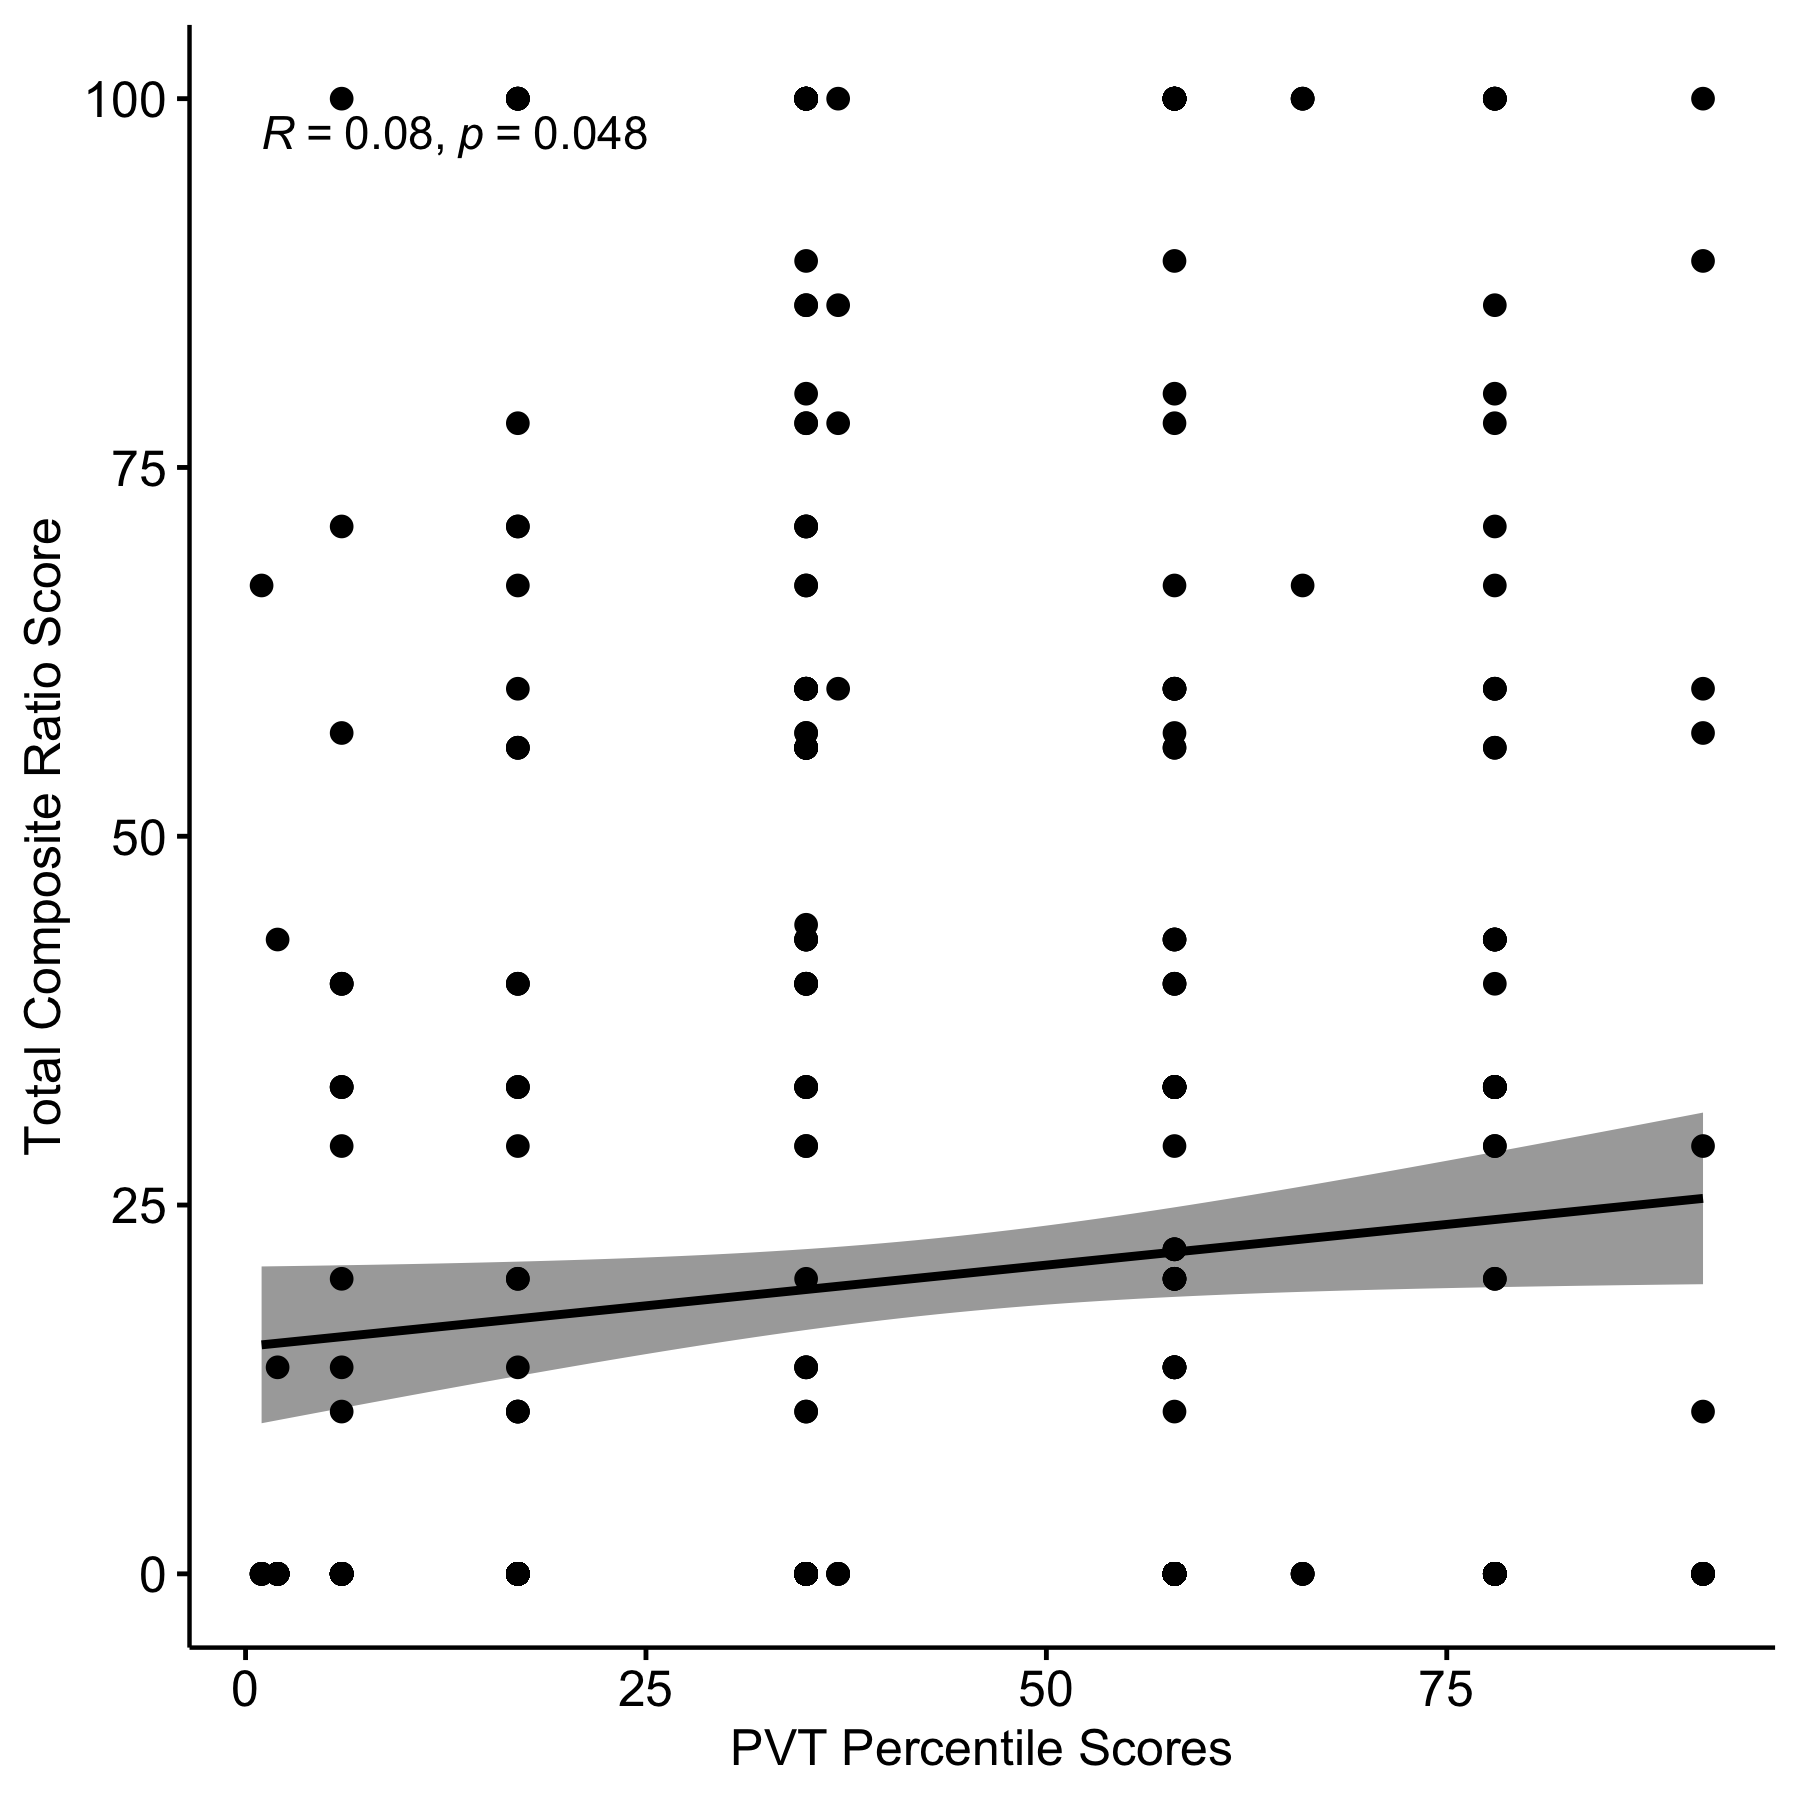 100
R = 0.08, p = 0.048
75
50
25
0
Total Composite Ratio Score
0 25 50 75
PVT Percentile Scores